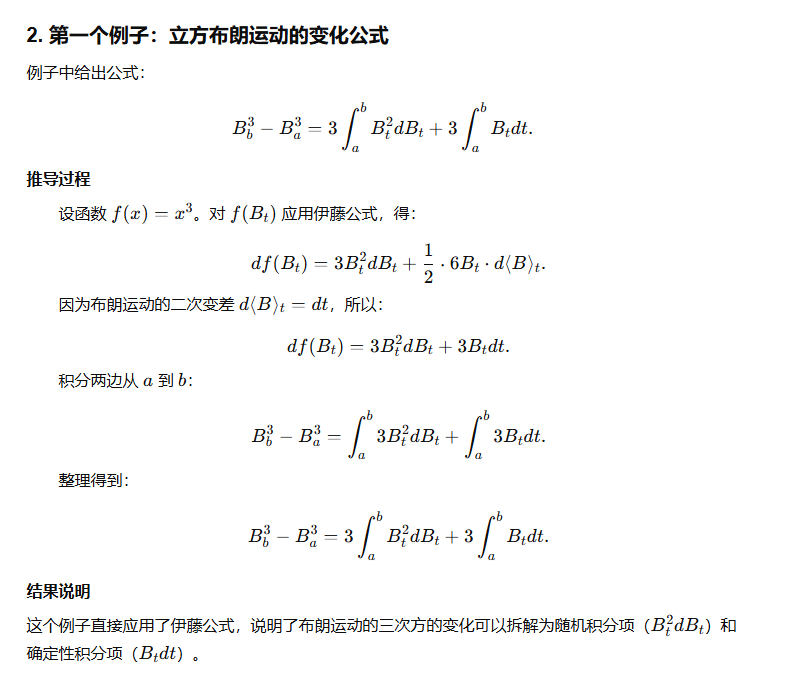 2. 第一个例子：立方布朗运动的变化公式
例子中给出公式：
$$B_b^3 - B_a^3 = 3\int_a^b B_t^2 dB_t + 3\int_a^b B_t dt.$$
推导过程
设函数 $f(x) = x^3$。对 $f(B_t)$ 应用伊藤公式，得：
$$df(B_t) = 3B_t^2 dB_t + \frac{1}{2} \cdot 6B_t \cdot d\langle B \rangle_t.$$
因为布朗运动的二次变差 $d\langle B \rangle_t = dt$，所以：
$$df(B_t) = 3B_t^2 dB_t + 3B_t dt.$$
积分两边从 $a$ 到 $b$：
$$B_b^3 - B_a^3 = \int_a^b 3B_t^2 dB_t + \int_a^b 3B_t dt.$$
整理得到：
$$B_b^3 - B_a^3 = 3\int_a^b B_t^2 dB_t + 3\int_a^b B_t dt.$$
结果说明
这个例子直接应用了伊藤公式，说明了布朗运动的三次方的变化可以拆解为随机积分项（$B_t^2 dB_t$）和
确定性积分项（$B_t dt$）。